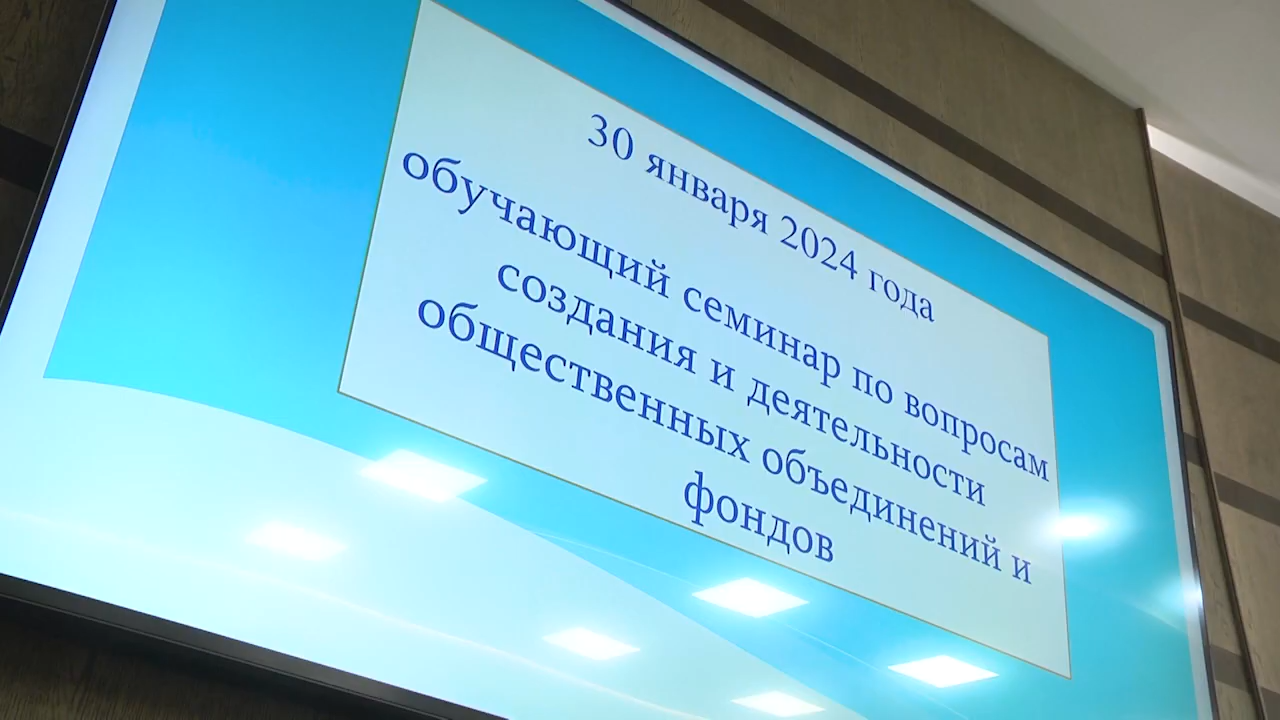 30 января 2024 года
обучающий семинар по вопросам
создания и деятельности
общественных объединений и
фондов